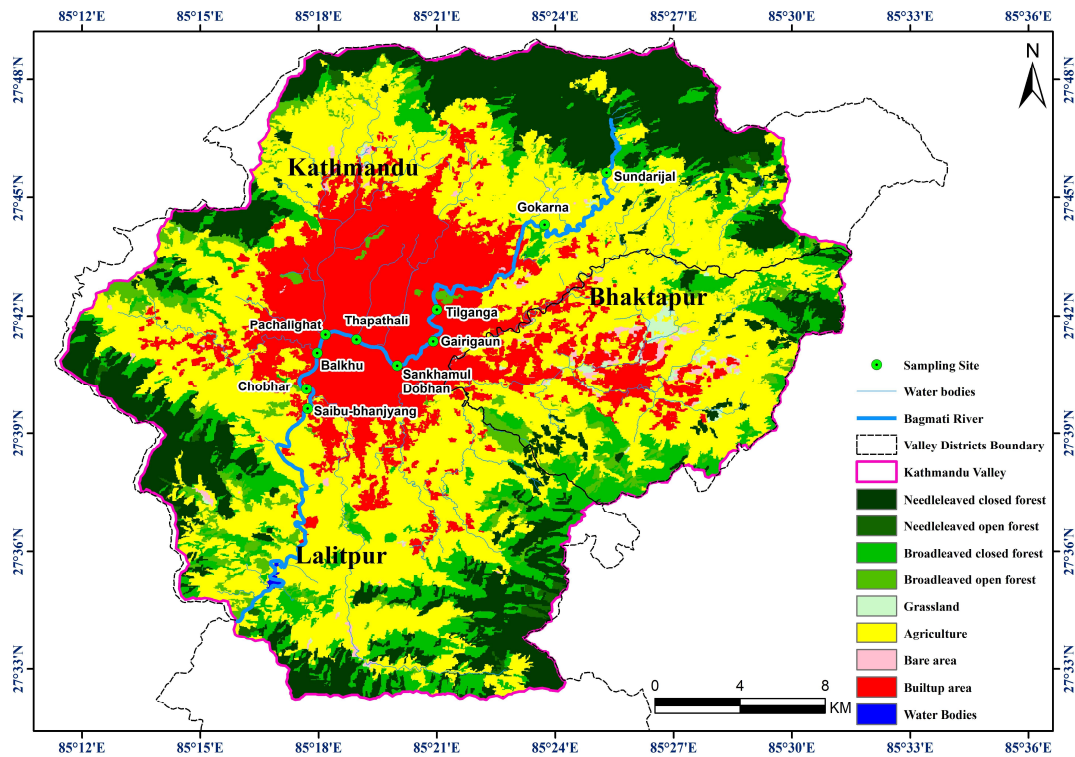 85°12'E 85°15'E 85°18'E 85°21'E 85°24'E 85°27'E 85°30'E 85°33'E 85°36'E
27°48'N 27°48'N
N
Kathmandu
Sundarijal
27°45'N 27°45'N
Gokarna
Bhaktapur
27°42'N 27°42'N
Tilganga
Pachalighat Thapathali
Gairigaun
Balkhu
Sankhamul
Dobhan
Chobhar
Saibu-bhanjyang
27°39'N 27°39'N
27°36'N 27°36'N
Lalitpur
27°33'N 27°33'N
Sampling Site
Water bodies
Bagmati River
Valley Districts Boundary
Kathmandu Valley
Needleleaved closed forest
Needleleaved open forest
Broadleaved closed forest
Broadleaved open forest
Grassland
Agriculture
Bare area
Builtup area
Water Bodies
0 4 8
KM
85°12'E 85°15'E 85°18'E 85°21'E 85°24'E 85°27'E 85°30'E 85°33'E 85°36'E